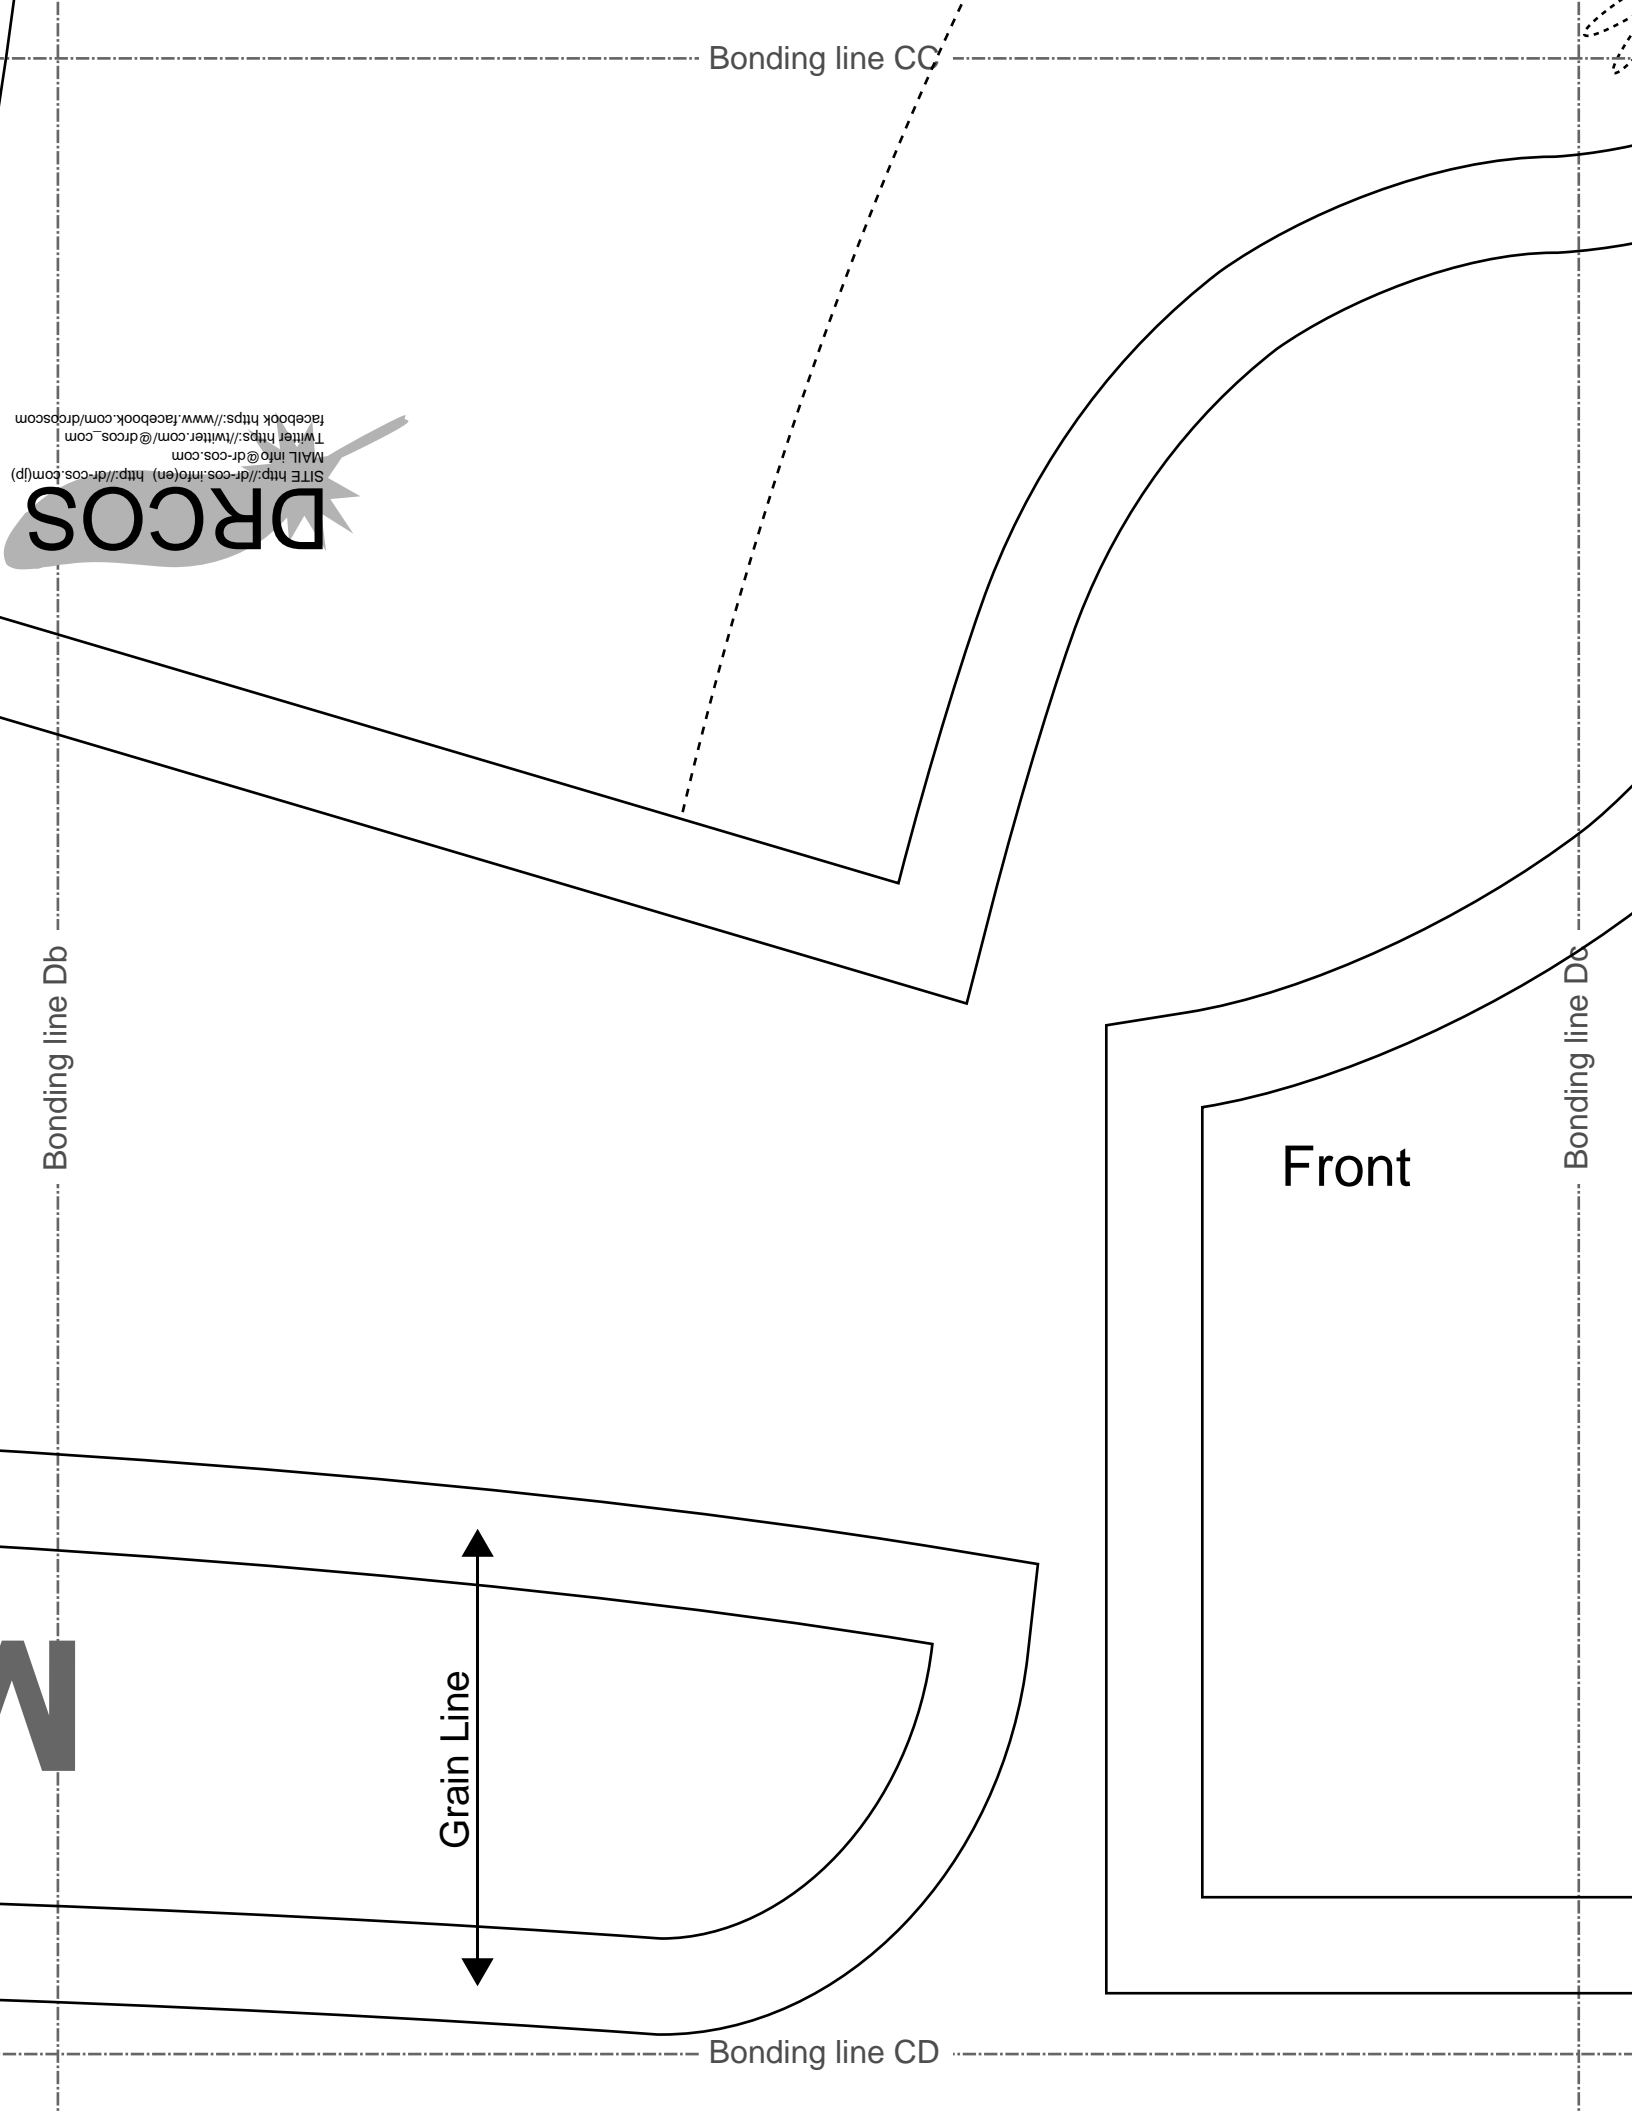 Bonding line CC
DRCOS
SITE http://dr-cos.info(en) http://dr-cos.com(jp)
MAIL info@dr-cos.com
Twitter https://twitter.com/@drcos_com
facebook https://www.facebook.com/drcoscom
Bonding line Db
Bonding line Dc
Front
Grain Line
Bonding line CD